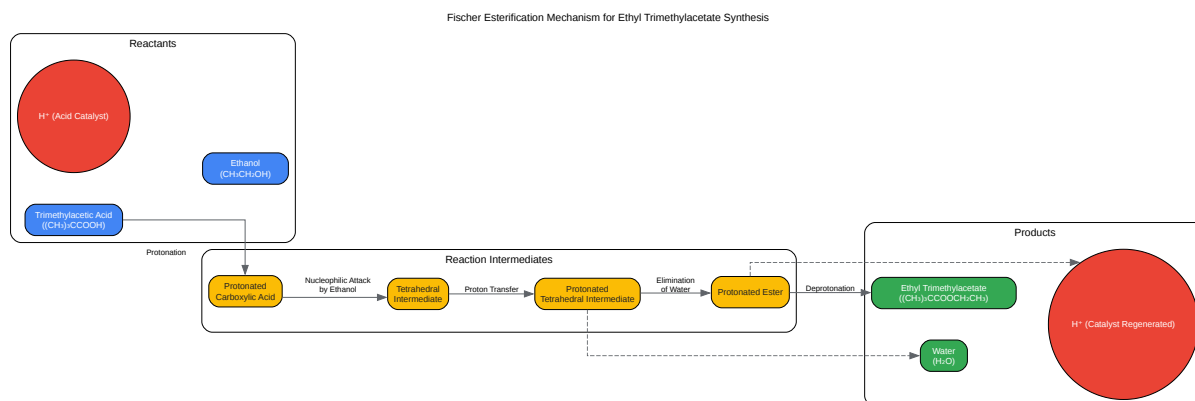 Fischer Esterification Mechanism for Ethyl Trimethylacetate Synthesis
Reactants
H⁺ (Acid Catalyst)
Ethanol
(CH₃CH₂OH)
Trimethylacetic Acid
((CH₃)₃CCOOH)
Protonation
Reaction Intermediates
Protonated
Carboxylic Acid
Nucleophilic Attack
by Ethanol
Tetrahedral
Intermediate
Proton Transfer
Protonated
Tetrahedral Intermediate
Elimination
of Water
Protonated Ester
Deprotonation
Products
Ethyl Trimethylacetate
((CH₃)₃CCOOCH₂CH₃)
H⁺ (Catalyst Regenerated)
Water
(H₂O)